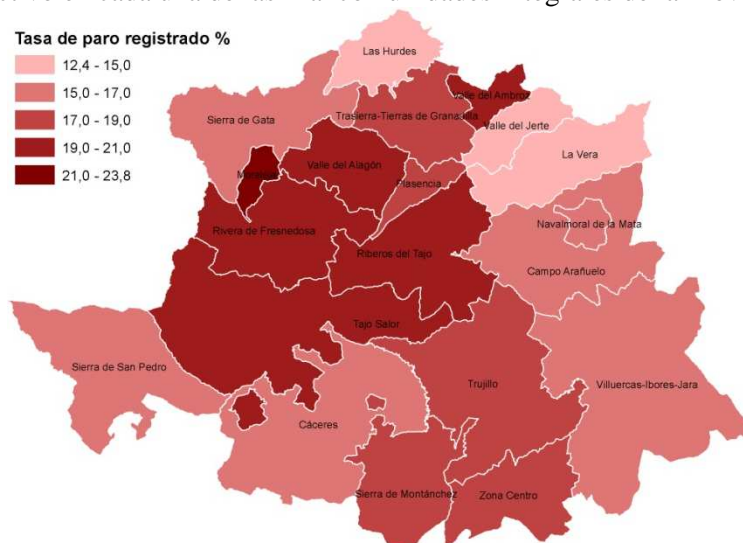 Tasa de paro registrado %
12,4 - 15,0
15,0 - 17,0
17,0 - 19,0
19,0 - 21,0
21,0 - 23,8
Las Hurdes
Valle del Ambroz
Sierra de Gata
Trasierra-Tierras de Granadilla
Valle del Jerte
La Vera
Valle del Alagón
Plasencia
Navalmoral de la Mata
Rivera de Fresnedosa
Riberos del Tajo
Campo Arañuelo
Tajo Salor
Sierra de San Pedro
Trujillo
Villuercas-Ibores-Jara
Cáceres
Sierra de Montánchez
Zona Centro